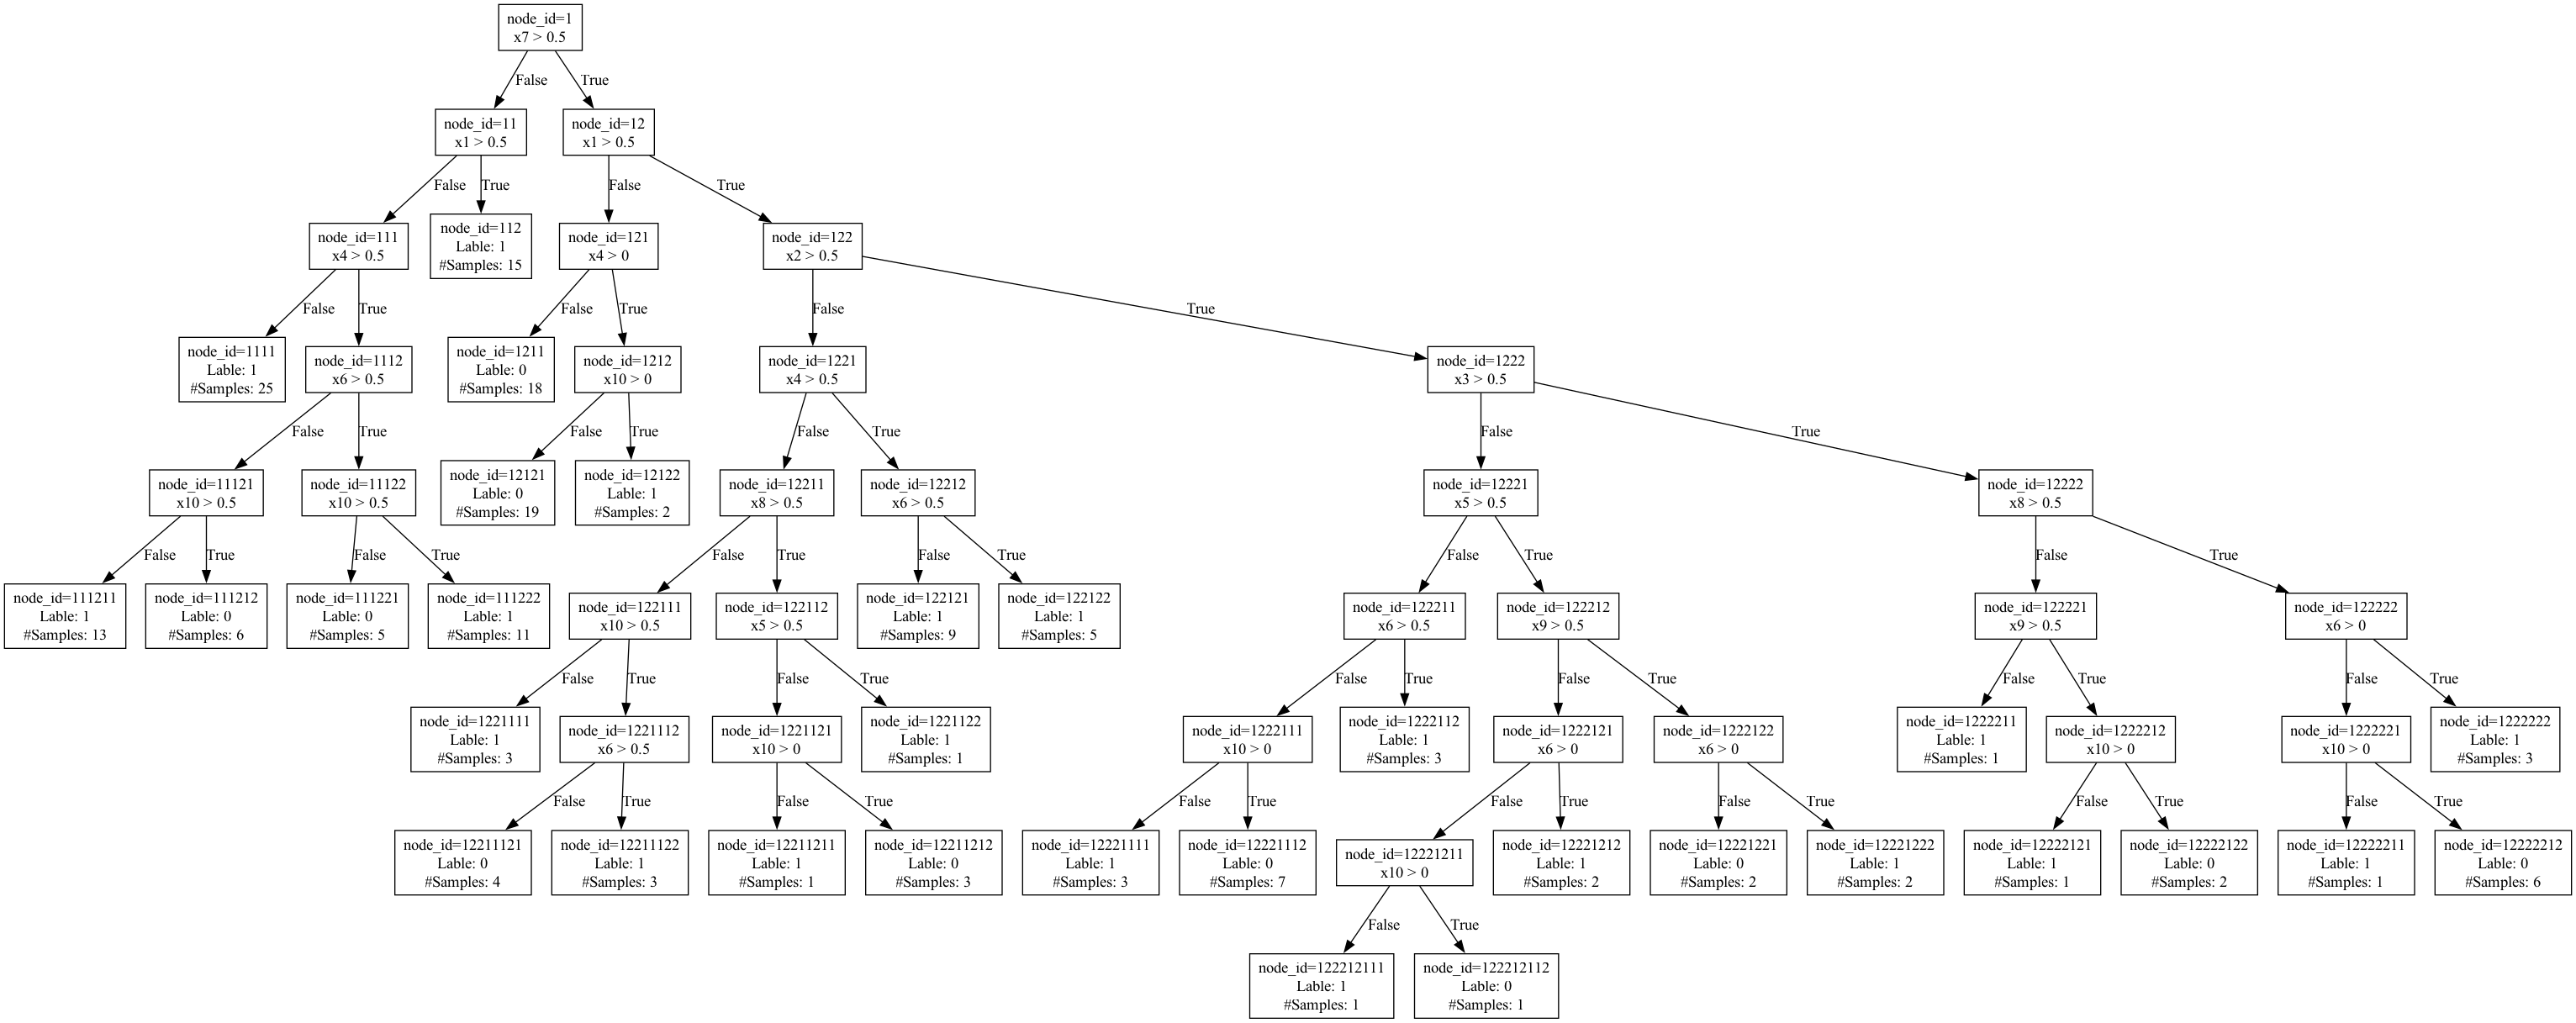 node_id=1
x7 > 0.5
False
True
node_id=11
x1 > 0.5
node_id=12
x1 > 0.5
False
True
False
True
node_id=111
x4 > 0.5
node_id=112
Lable: 1
#Samples: 15
node_id=121
x4 > 0
node_id=122
x2 > 0.5
False
True
False
True
False
True
node_id=1111
Lable: 1
#Samples: 25
node_id=1112
x6 > 0.5
node_id=1211
Lable: 0
#Samples: 18
node_id=1212
x10 > 0
node_id=1221
x4 > 0.5
node_id=1222
x3 > 0.5
False
True
False
True
False
True
False
True
node_id=11121
x10 > 0.5
node_id=11122
x10 > 0.5
node_id=12121
Lable: 0
#Samples: 19
node_id=12122
Lable: 1
#Samples: 2
node_id=12211
x8 > 0.5
node_id=12212
x6 > 0.5
node_id=12221
x5 > 0.5
node_id=12222
x8 > 0.5
False
True
False
True
False
True
False
True
False
True
False
True
node_id=111211
Lable: 1
#Samples: 13
node_id=111212
Lable: 0
#Samples: 6
node_id=111221
Lable: 0
#Samples: 5
node_id=111222
Lable: 1
#Samples: 11
node_id=122111
x10 > 0.5
node_id=122112
x5 > 0.5
node_id=122121
Lable: 1
#Samples: 9
node_id=122122
Lable: 1
#Samples: 5
node_id=122211
x6 > 0.5
node_id=122212
x9 > 0.5
node_id=122221
x9 > 0.5
node_id=122222
x6 > 0
False
True
False
True
False
True
False
True
False
True
False
True
node_id=1221111
Lable: 1
#Samples: 3
node_id=1221112
x6 > 0.5
node_id=1221121
x10 > 0
node_id=1221122
Lable: 1
#Samples: 1
node_id=1222111
x10 > 0
node_id=1222112
Lable: 1
#Samples: 3
node_id=1222121
x6 > 0
node_id=1222122
x6 > 0
node_id=1222211
Lable: 1
#Samples: 1
node_id=1222212
x10 > 0
node_id=1222221
x10 > 0
node_id=1222222
Lable: 1
#Samples: 3
False
True
False
True
False
True
False
True
False
True
False
True
False
True
node_id=12211121
Lable: 0
#Samples: 4
node_id=12211122
Lable: 1
#Samples: 3
node_id=12211211
Lable: 1
#Samples: 1
node_id=12211212
Lable: 0
#Samples: 3
node_id=12221111
Lable: 1
#Samples: 3
node_id=12221112
Lable: 0
#Samples: 7
node_id=12221211
x10 > 0
node_id=12221212
Lable: 1
#Samples: 2
node_id=12221221
Lable: 0
#Samples: 2
node_id=12221222
Lable: 1
#Samples: 2
node_id=12222121
Lable: 1
#Samples: 1
node_id=12222122
Lable: 0
#Samples: 2
node_id=12222211
Lable: 1
#Samples: 1
node_id=12222212
Lable: 0
#Samples: 6
False
True
node_id=122212111
Lable: 1
#Samples: 1
node_id=122212112
Lable: 0
#Samples: 1